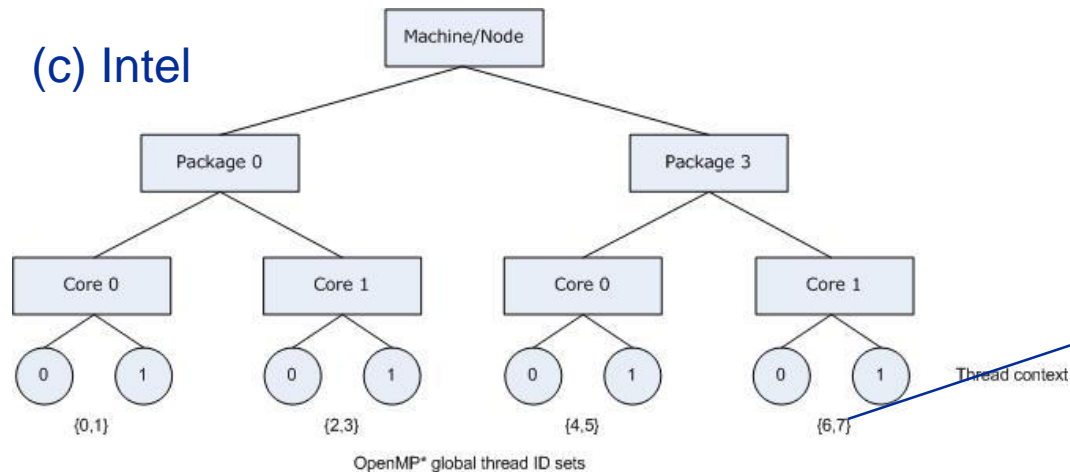 (c) Intel
Machine/Node
Package 0
Package 3
Core 0
Core 1
Core 0
Core 1
0
1
0
1
0
1
0
1
Thread context
{0,1}
{2,3}
{4,5}
{6,7}
OpenMP* global thread ID sets